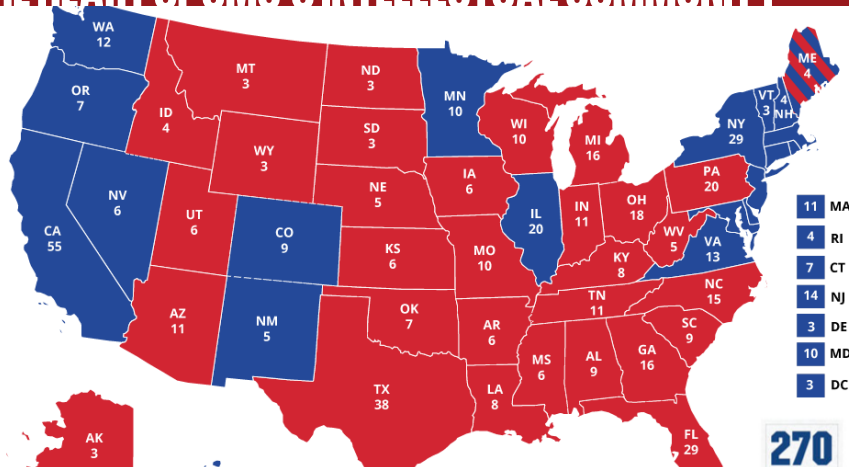 WA
12
OR
7
CA
55
NV
6
ID
4
MT
3
WY
3
UT
6
AZ
11
CO
9
NM
5
ND
3
SD
3
NE
5
KS
6
OK
7
TX
38
MN
10
IA
6
MO
10
AR
6
LA
8
WI
10
IL
20
MI
16
IN
11
OH
18
KY
8
TN
11
MS
6
AL
9
GA
16
FL
29
SC
9
NC
15
VA
13
WV
5
PA
20
NY
29
VT
3
4
NH
ME
4
11 MA
4 RI
7 CT
14 NJ
3 DE
10 MD
3 DC
AK
3
270